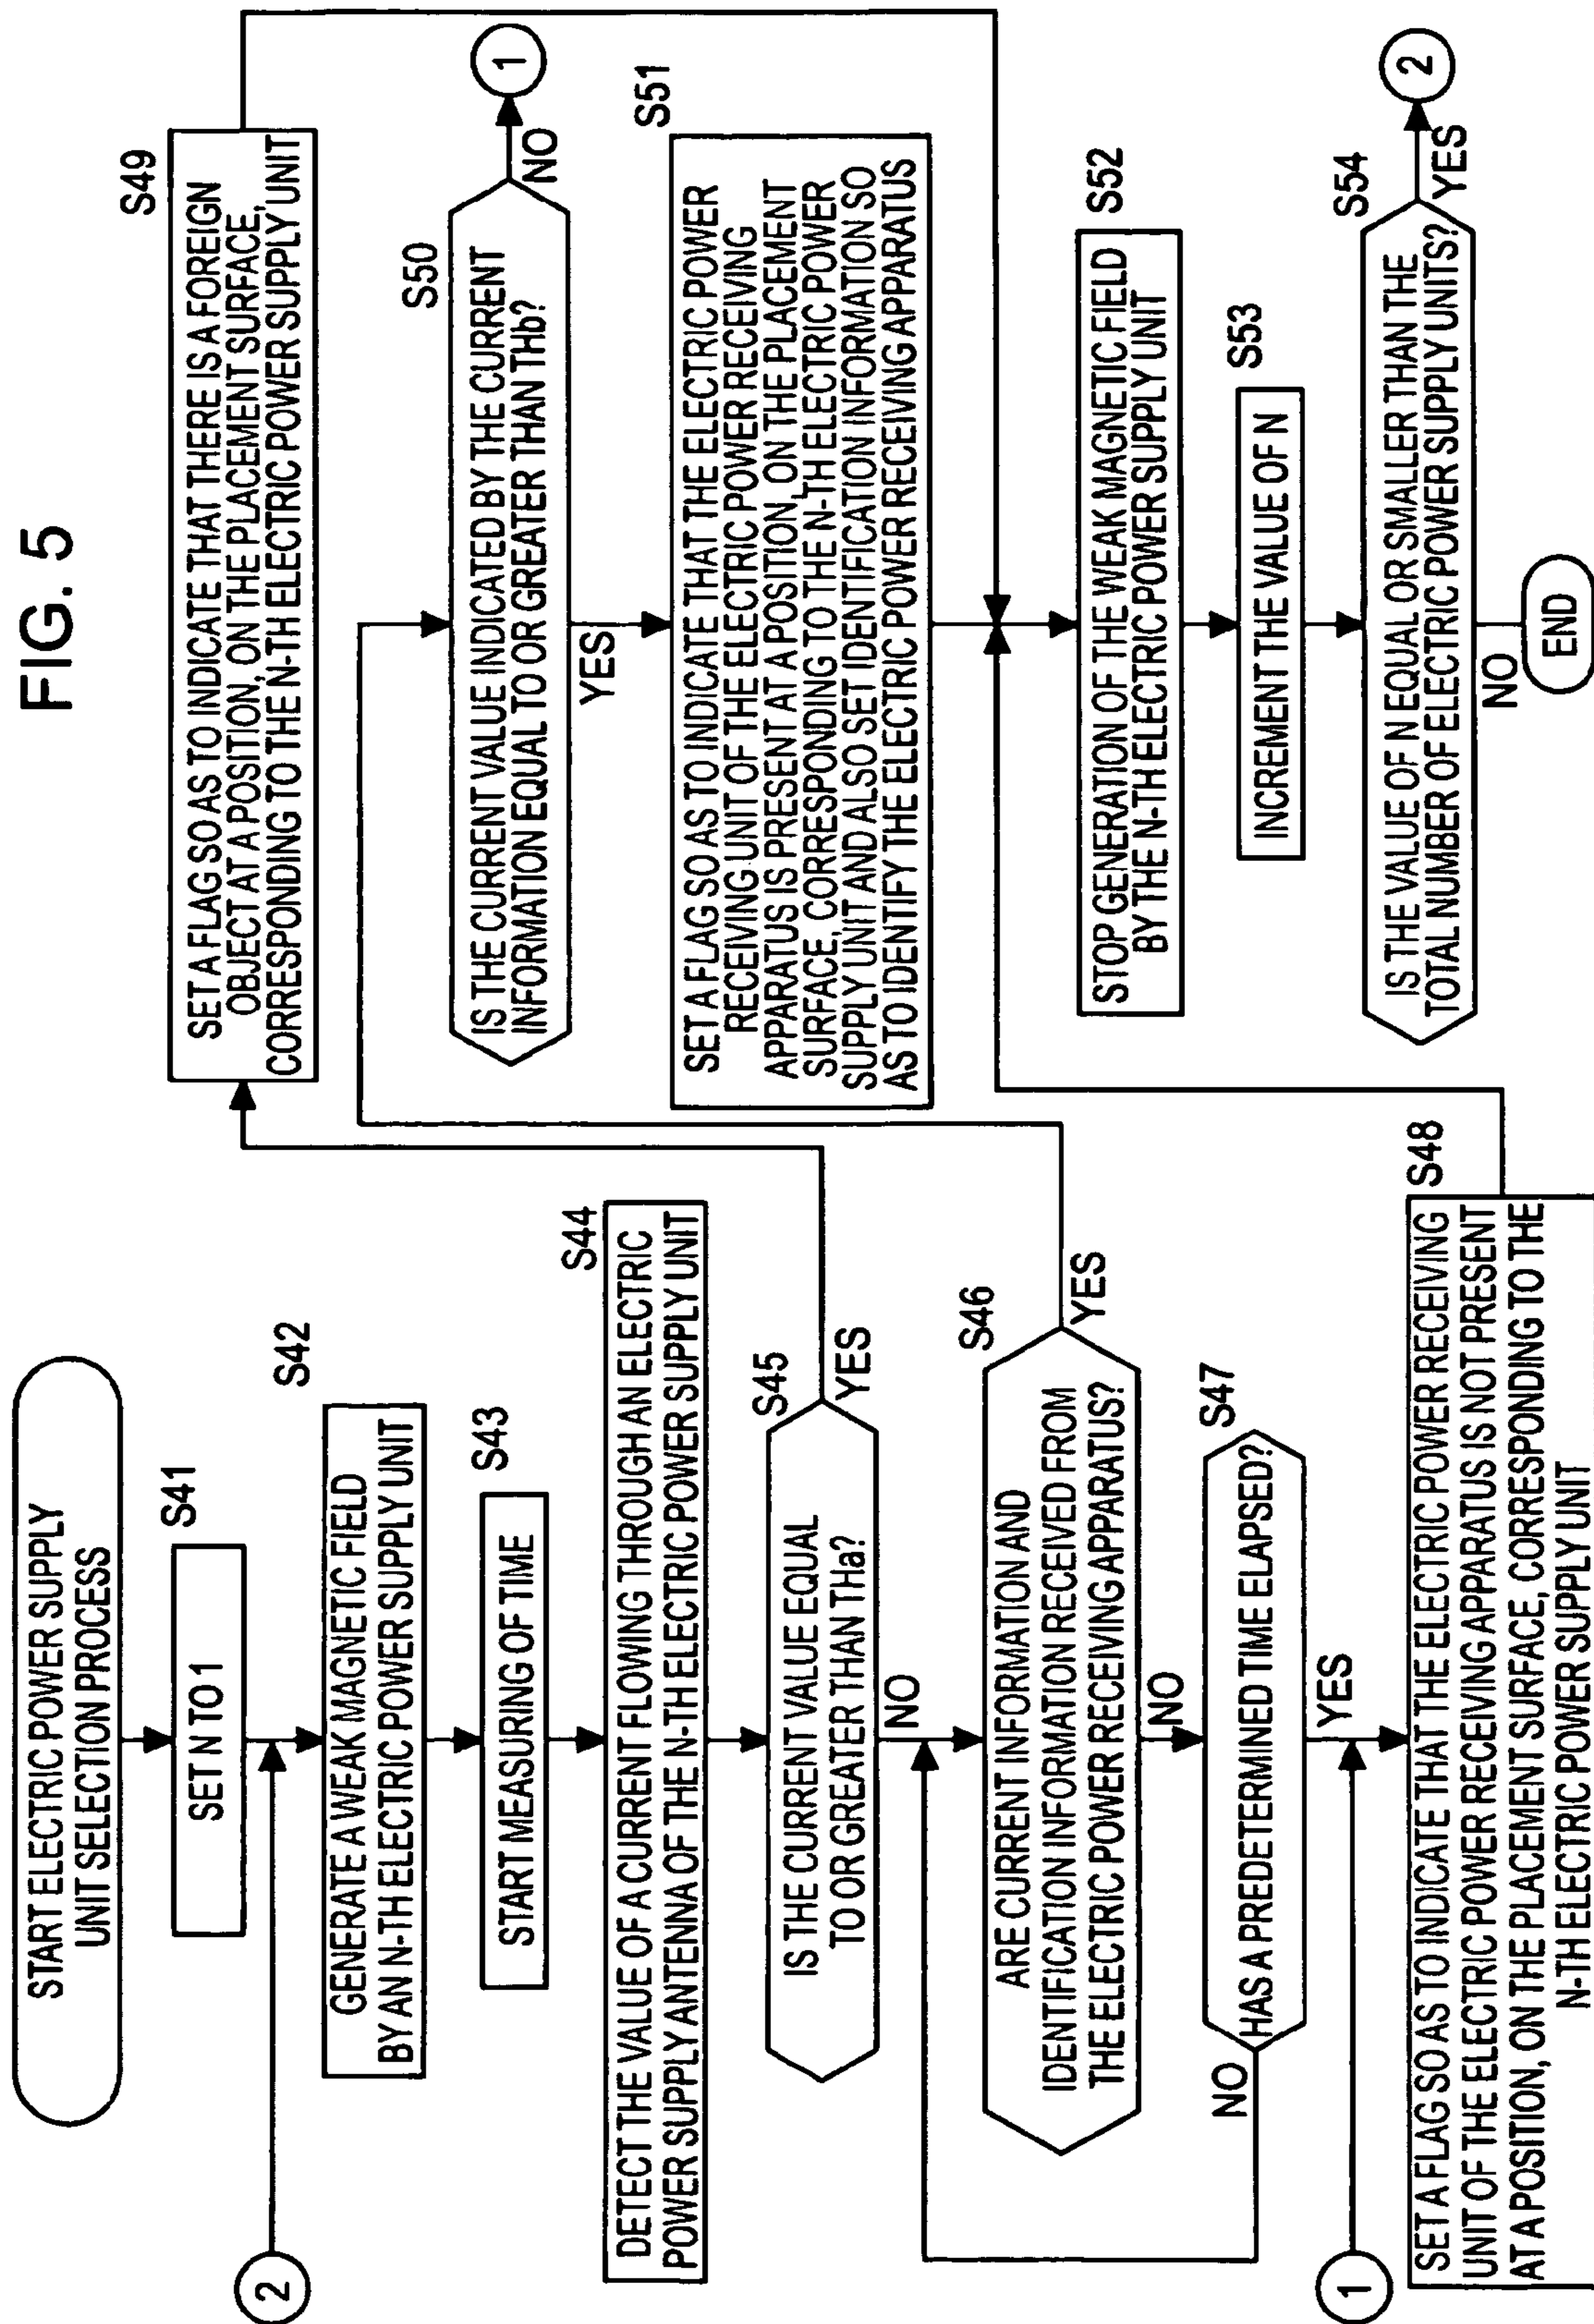 FIG. 5
START ELECTRIC POWER SUPPLY
UNIT SELECTION PROCESS
S41
SET N TO 1
2
S42
GENERATE A WEAK MAGNETIC FIELD
BY AN N-TH ELECTRIC POWER SUPPLY UNIT
S43
START MEASURING OF TIME
S44
DETECT THE VALUE OF A CURRENT FLOWING THROUGH AN ELECTRIC
POWER SUPPLY ANTENNA OF THE N-TH ELECTRIC POWER SUPPLY UNIT
S45
IS THE CURRENT VALUE EQUAL
TO OR GREATER THAN THa?
YES
NO
S46
ARE CURRENT INFORMATION AND
IDENTIFICATION INFORMATION RECEIVED FROM
THE ELECTRIC POWER RECEIVING APPARATUS?
YES
NO
S47
HAS A PREDETERMINED TIME ELAPSED?
NO
YES
1
S48
SET A FLAG SO AS TO INDICATE THAT THE ELECTRIC POWER RECEIVING
UNIT OF THE ELECTRIC POWER RECEIVING APPARATUS IS NOT PRESENT
AT A POSITION, ON THE PLACEMENT SURFACE, CORRESPONDING TO THE
N-TH ELECTRIC POWER SUPPLY UNIT
S49
SET A FLAG SO AS TO INDICATE THAT THERE IS A FOREIGN
OBJECT AT A POSITION, ON THE PLACEMENT SURFACE,
CORRESPONDING TO THE N-TH ELECTRIC POWER SUPPLY UNIT
S50
IS THE CURRENT VALUE INDICATED BY THE CURRENT
INFORMATION EQUAL TO OR GREATER THAN THb?
NO
1
YES
S51
SET A FLAG SO AS TO INDICATE THAT THE ELECTRIC POWER
RECEIVING UNIT OF THE ELECTRIC POWER RECEIVING
APPARATUS IS PRESENT AT A POSITION, ON THE PLACEMENT
SURFACE, CORRESPONDING TO THE N-TH ELECTRIC POWER
SUPPLY UNIT AND ALSO SET IDENTIFICATION INFORMATION SO
AS TO IDENTIFY THE ELECTRIC POWER RECEIVING APPARATUS
S52
STOP GENERATION OF THE WEAK MAGNETIC FIELD
BY THE N-TH ELECTRIC POWER SUPPLY UNIT
S53
INCREMENT THE VALUE OF N
S54
IS THE VALUE OF N EQUAL OR SMALLER THAN THE
TOTAL NUMBER OF ELECTRIC POWER SUPPLY UNITS?
YES
2
NO
END